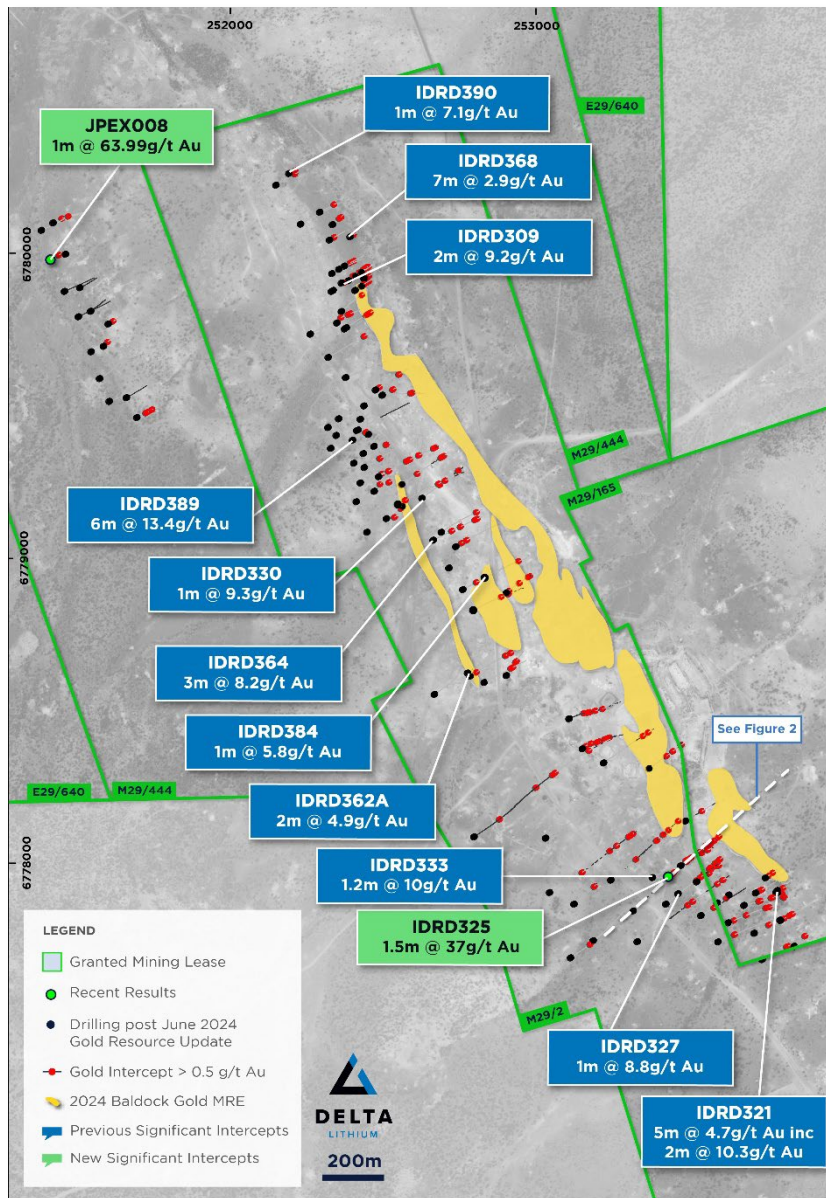 252000
253000
IDRD390
1m @ 7.1g/t Au
E29/640
JPEX008
1m @ 63.99g/t Au
IDRD368
7m @ 2.9g/t Au
IDRD309
2m @ 9.2g/t Au
6780000
M29/444
M29/165
IDRD389
6m @ 13.4g/t Au
6779000
IDRD330
1m @ 9.3g/t Au
IDRD364
3m @ 8.2g/t Au
IDRD384
1m @ 5.8g/t Au
See Figure 2
E29/640
M29/444
IDRD362A
2m @ 4.9g/t Au
6778000
IDRD333
1.2m @ 10g/t Au
IDRD325
1.5m @ 37g/t Au
LEGEND
Granted Mining Lease
Recent Results
Drilling post June 2024
Gold Resource Update
Gold Intercept > 0.5 g/t Au
2024 Baldock Gold MRE
Previous Significant Intercepts
New Significant Intercepts
M29/2
IDRD327
1m @ 8.8g/t Au
DELTA
LITHIUM
200m
IDRD321
5m @ 4.7g/t Au inc
2m @ 10.3g/t Au